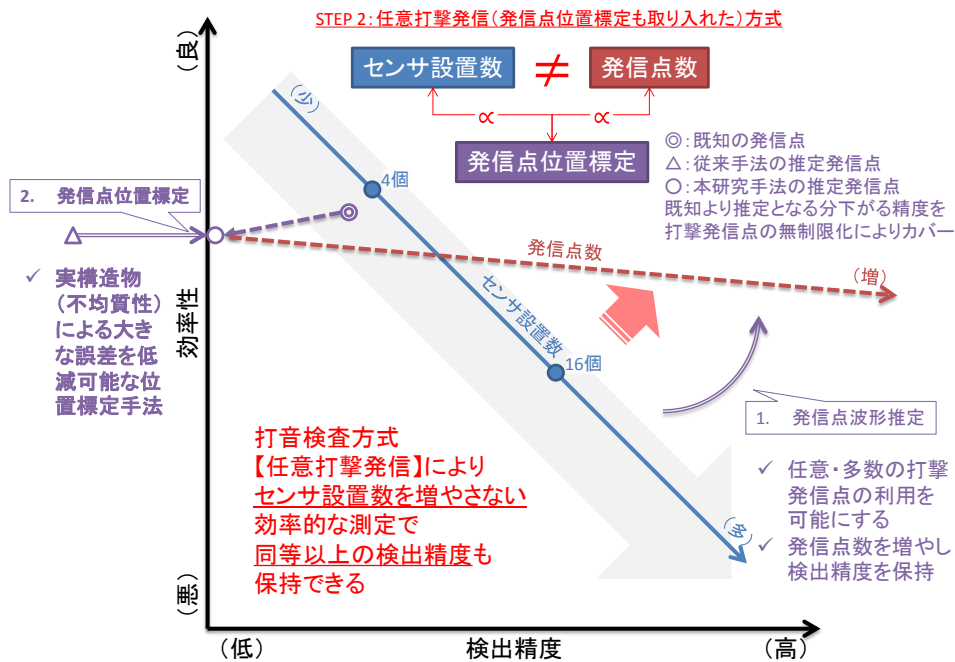 STEP 2:任意打撃発信(発信点位置標定も取り入れた)方式
(良)
センサ設置数
≠
発信点数
(少)
∝
∝
発信点位置標定
◎:既知の発信点
△:従来手法の推定発信点
○:本研究手法の推定発信点
既知より推定となる分下がる精度を
打撃発信点の無制限化によりカバー
4個
2. 発信点位置標定
発信点数
(増)
✓ 実構造物
(不均質性)
による大き
な誤差を低
減可能な位
置標定手法
効率性
センサ設置数
16個
1. 発信点波形推定
打音検査方式
【任意打撃発信】により
センサ設置数を増やさない
効率的な測定で
同等以上の検出精度も
保持できる
✓ 任意・多数の打撃
発信点の利用を
可能にする
✓ 発信点数を増やし
検出精度を保持
(多)
(悪)
(低)
検出精度
(高)